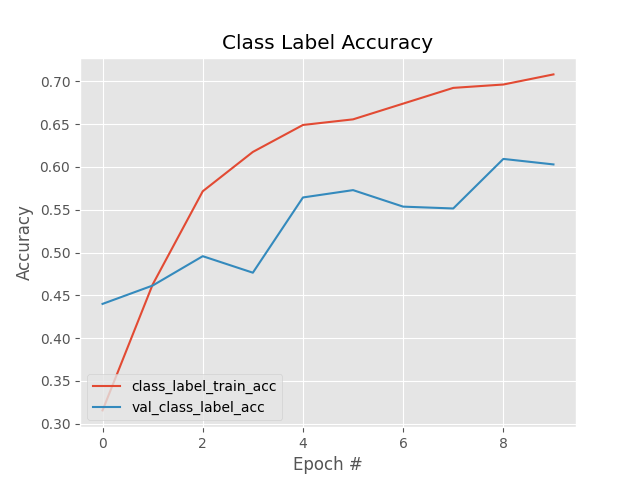 Class Label Accuracy
0.70
0.65
0.60
0.55
0.50
0.45
0.40
0.35
0.30
Accuracy
class_label_train_acc
val_class_label_acc
0 2 4 6 8
Epoch #